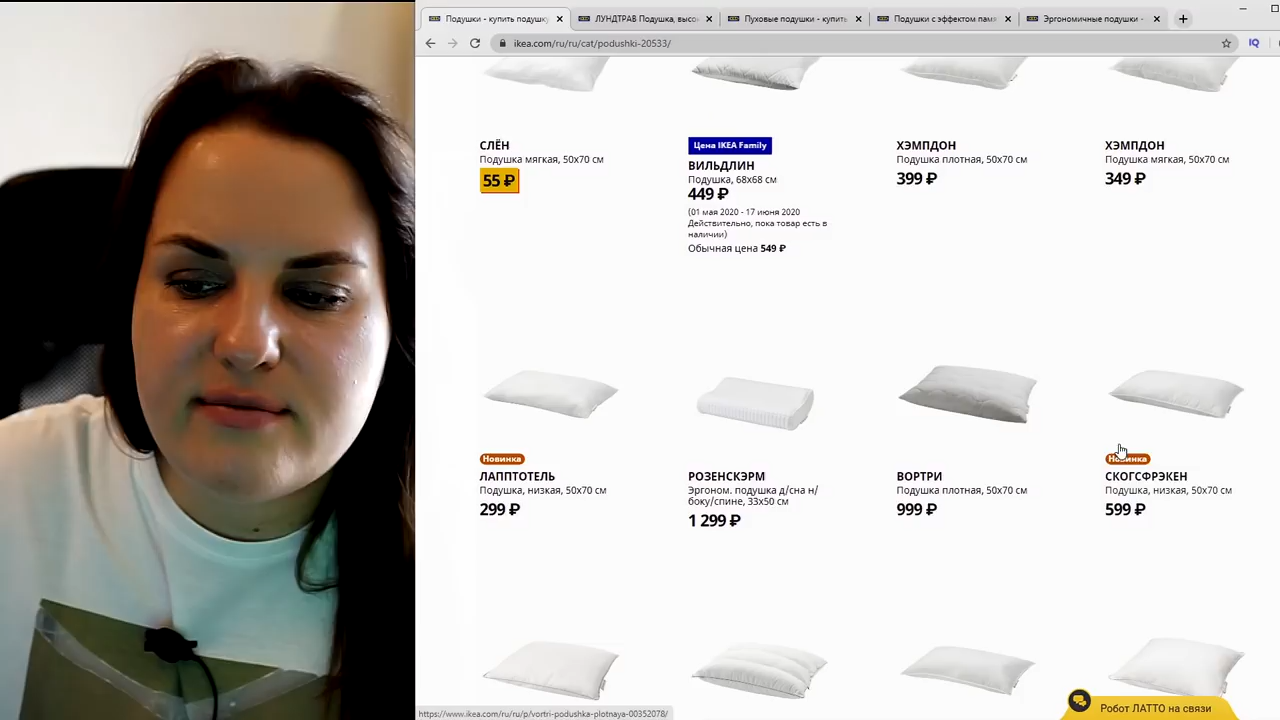 Подушки - купить подушку
ЛУНДТРАВ Подушка, высо
Пуховые подушки - купить
Подушки с эффектом пам
Эргономичные подушки -
ikea.com/ru/ru/cat/podushki-20533/
IQ
СЛЁН
Подушка мягкая, 50x70 см
55 ₽
Цена IKEA Family
ВИЛЬДЛИН
Подушка, 68x68 см
449 ₽
(01 мая 2020 - 17 июня 2020
Действительно, пока товар есть в
наличии)
Обычная цена 549 ₽
ХЭМПДОН
Подушка плотная, 50x70 см
399 ₽
ХЭМПДОН
Подушка мягкая, 50x70 см
349 ₽
Новинка
ЛАППТОТЕЛЬ
Подушка, низкая, 50x70 см
299 ₽
РОЗЕНСКЭРМ
Эргоном. подушка д/сна н/
боку/спине, 33x50 см
1 299 ₽
ВОРТРИ
Подушка плотная, 50x70 см
999 ₽
Новинка
СКОГСФРЭКЕН
Подушка, низкая, 50x70 см
599 ₽
https://www.ikea.com/ru/ru/p/vortri-podushka-plotnaya-00352078/
Робот ЛАТТО на связи